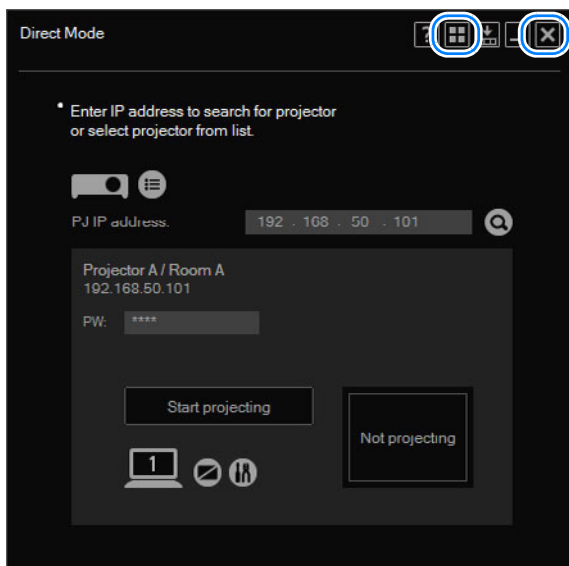 Direct Mode
?
• Enter IP address to search for projector
or select projector from list.
PJ IP address.
192 . 168 . 50 . 101
Projector A / Room A
192.168.50.101
PW: ****
Start projecting
Not projecting
1